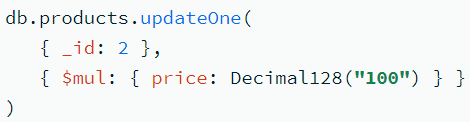 db.products.updateOne(
   { _id: 2 },
   { $mul: { price: Decimal128("100") } }
)